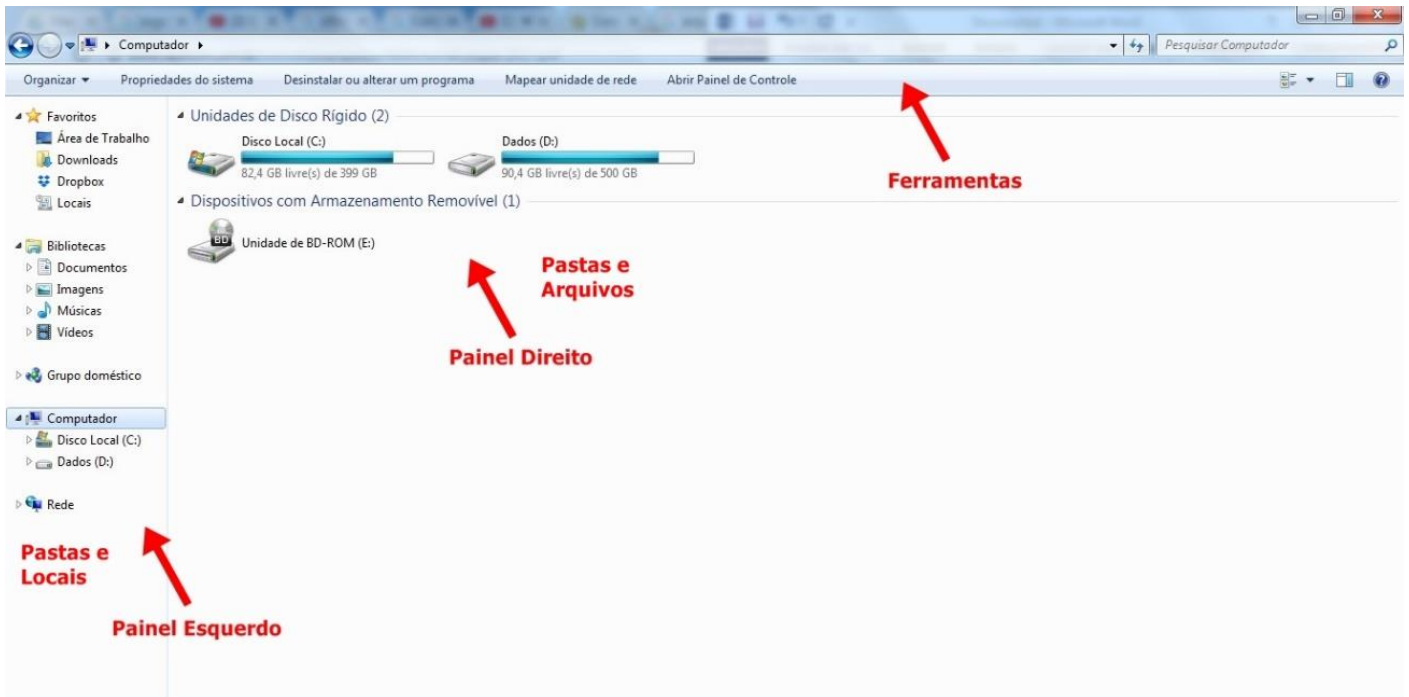 Computador
Pesquisar Computador
Organizar
Propriedades do sistema
Desinstalar ou alterar um programa
Mapear unidade de rede
Abrir Painel de Controle
Favoritos
Área de Trabalho
Downloads
Dropbox
Locais
Bibliotecas
Documentos
Imagens
Músicas
Vídeos
Grupo doméstico
Computador
Disco Local (C:)
Dados (D:)
Rede
Pastas e
Locais
Painel Esquerdo
Unidades de Disco Rígido (2)
Disco Local (C:)
82,4 GB livre(s) de 399 GB
Dados (D:)
90,4 GB livre(s) de 500 GB
Dispositivos com Armazenamento Removível (1)
BD
Unidade de BD-ROM (E:)
Pastas e
Arquivos
Painel Direito
Ferramentas